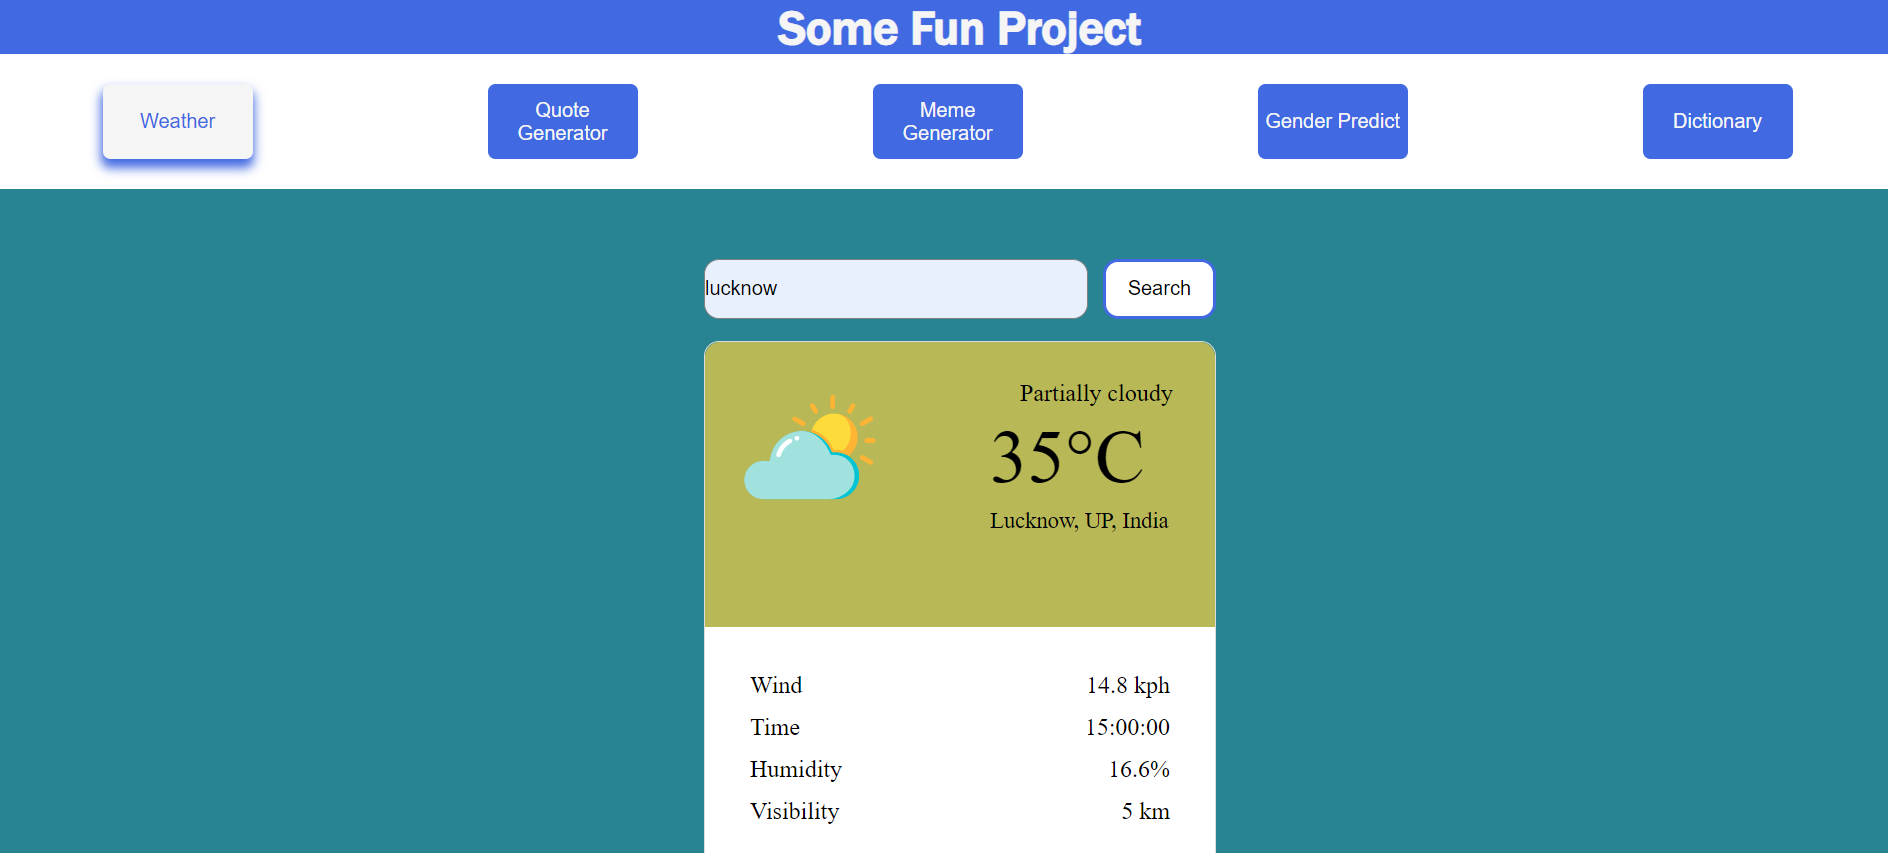 Some Fun Project
Weather
Quote
Generator
Meme
Generator
Gender Predict
Dictionary
lucknow
Search
Partially cloudy
35°C
Lucknow, UP, India
Wind 14.8 kph
Time 15:00:00
Humidity 16.6%
Visibility 5 km